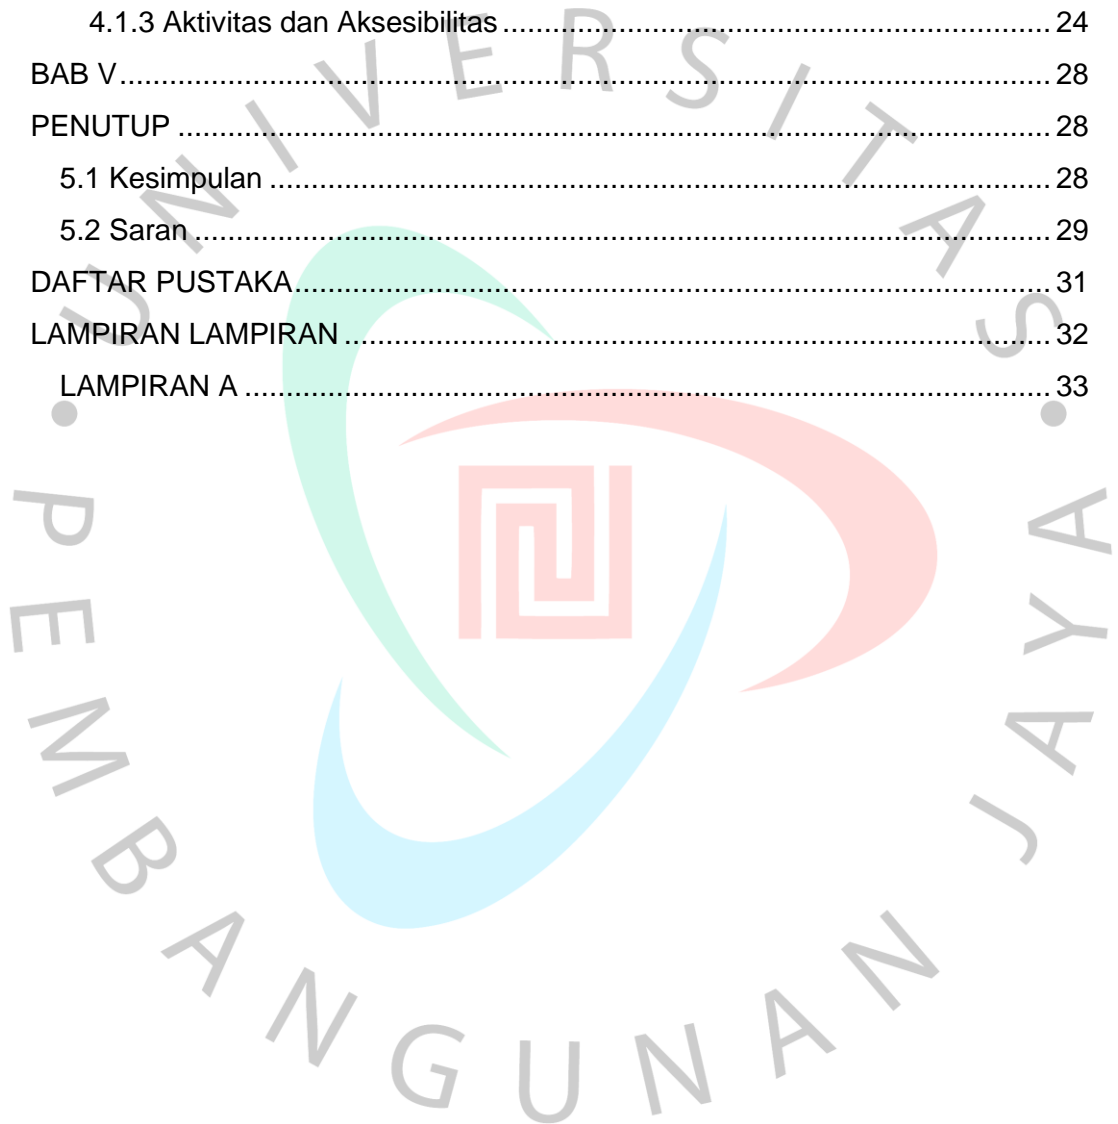 4.1.3 Aktivitas dan Aksesibilitas .................................................................. 24
BAB V ................................................................................................................ 28
PENUTUP ......................................................................................................... 28
5.1 Kesimpulan .............................................................................................. 28
5.2 Saran ....................................................................................................... 29
DAFTAR PUSTAKA ........................................................................................... 31
LAMPIRAN LAMPIRAN ..................................................................................... 32
LAMPIRAN A ................................................................................................. 33
UNIVERSITAS PEMBANGUNAN JAYA